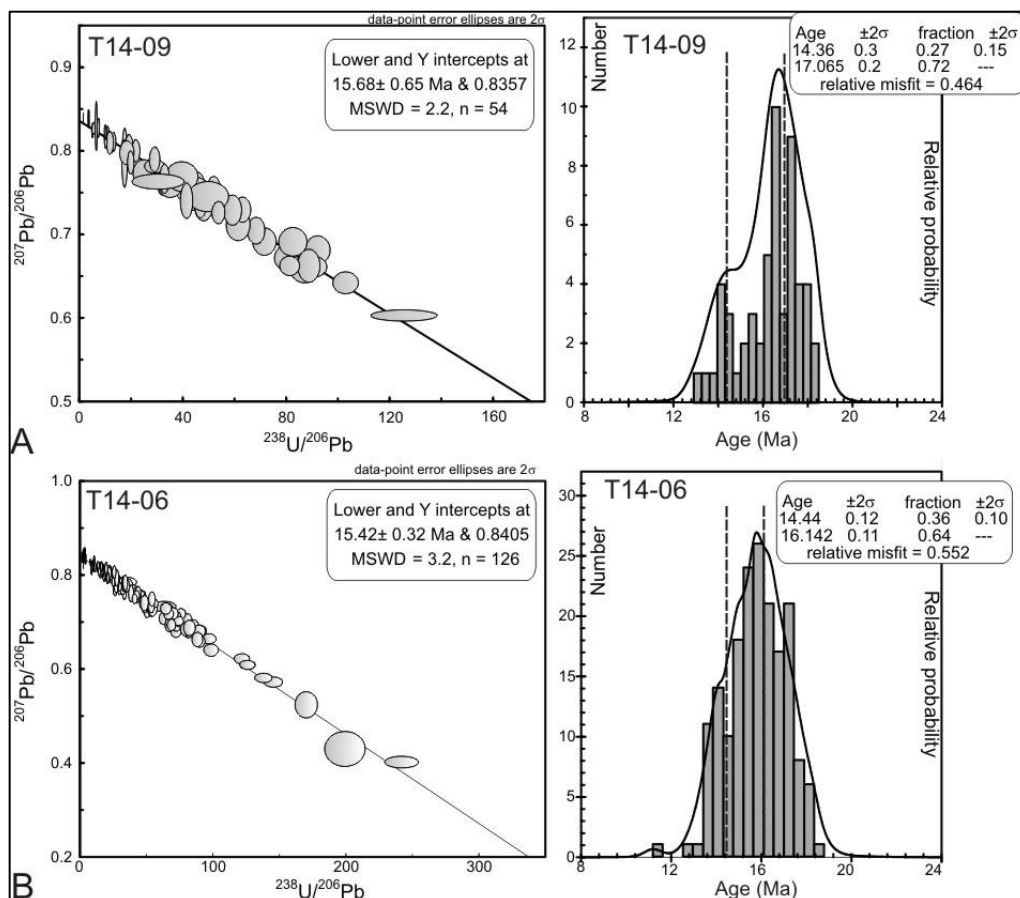 data-point error ellipses are 2σ
T14-09
Lower and Y intercepts at
15.68± 0.65 Ma & 0.8357
MSWD = 2.2, n = 54
0.9
0.8
0.7
0.6
0.5
²⁰⁷Pb/²⁰⁶Pb
0 40 80 120 160
²³⁸U/²⁰⁶Pb
A
T14-09
Age ±2σ fraction ±2σ
14.36 0.3 0.27 0.15
17.065 0.2 0.72 ---
relative misfit = 0.464
Number
12
10
8
6
4
2
0
Relative probability
8 12 16 20 24
Age (Ma)
data-point error ellipses are 2σ
T14-06
Lower and Y intercepts at
15.42± 0.32 Ma & 0.8405
MSWD = 3.2, n = 126
1.0
0.8
0.6
0.4
0.2
²⁰⁷Pb/²⁰⁶Pb
0 100 200 300
²³⁸U/²⁰⁶Pb
B
T14-06
Age ±2σ fraction ±2σ
14.44 0.12 0.36 0.10
16.142 0.11 0.64 ---
relative misfit = 0.552
Number
30
25
20
15
10
5
0
Relative probability
8 12 16 20 24
Age (Ma)